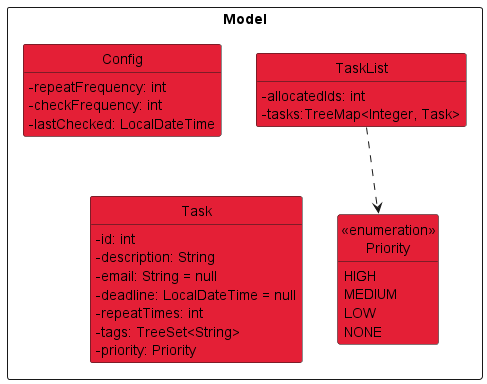 Model
Config
-repeatFrequency: int
-checkFrequency: int
-lastChecked: LocalDateTime
TaskList
-allocatedIds: int
-tasks:TreeMap<Integer, Task>
Task
-id: int
-description: String
-email: String = null
-deadline: LocalDateTime = null
-repeatTimes: int
-tags: TreeSet<String>
-priority: Priority
«enumeration»
Priority
HIGH
MEDIUM
LOW
NONE